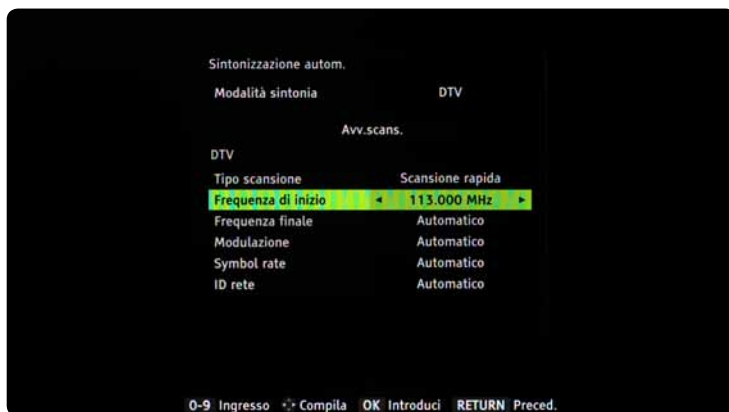 Sintonizzazione autom.
Modalità sintonia DTV
Avv.scans.
DTV
Tipo scansione Scansione rapida
Frequenza di inizio ◄ 113.000 MHz ►
Frequenza finale Automatico
Modulazione Automatico
Symbol rate Automatico
ID rete Automatico
0-9 Ingresso Compila OK Introduci RETURN Preced.